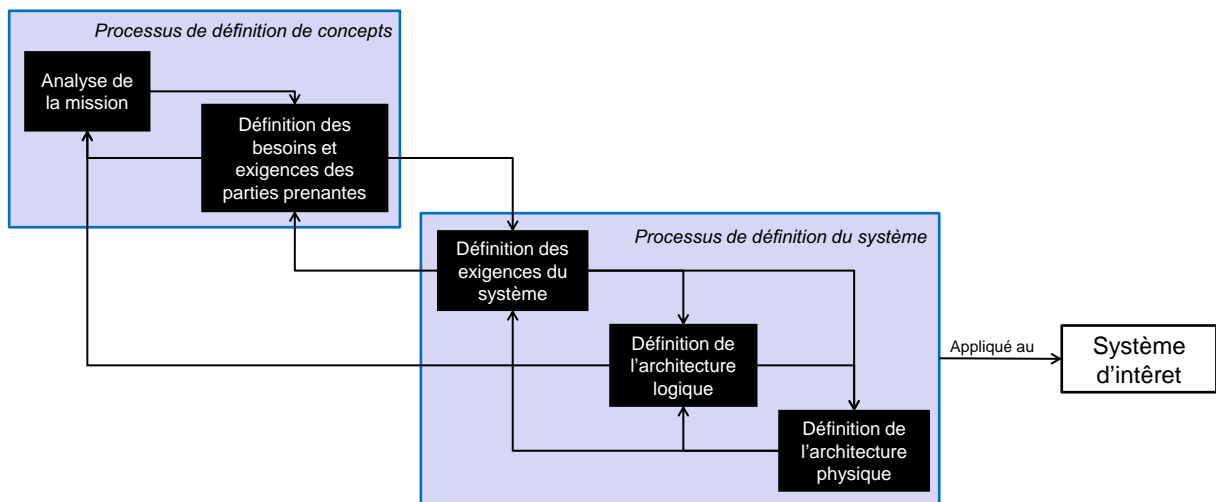 Processus de définition de concepts
Analyse de
la mission
Définition des
besoins et
exigences des
parties prenantes
Processus de définition du système
Définition des
exigences du
système
Définition de
l’architecture
logique
Définition de
l’architecture
physique
Appliqué au
Système
d’intêret